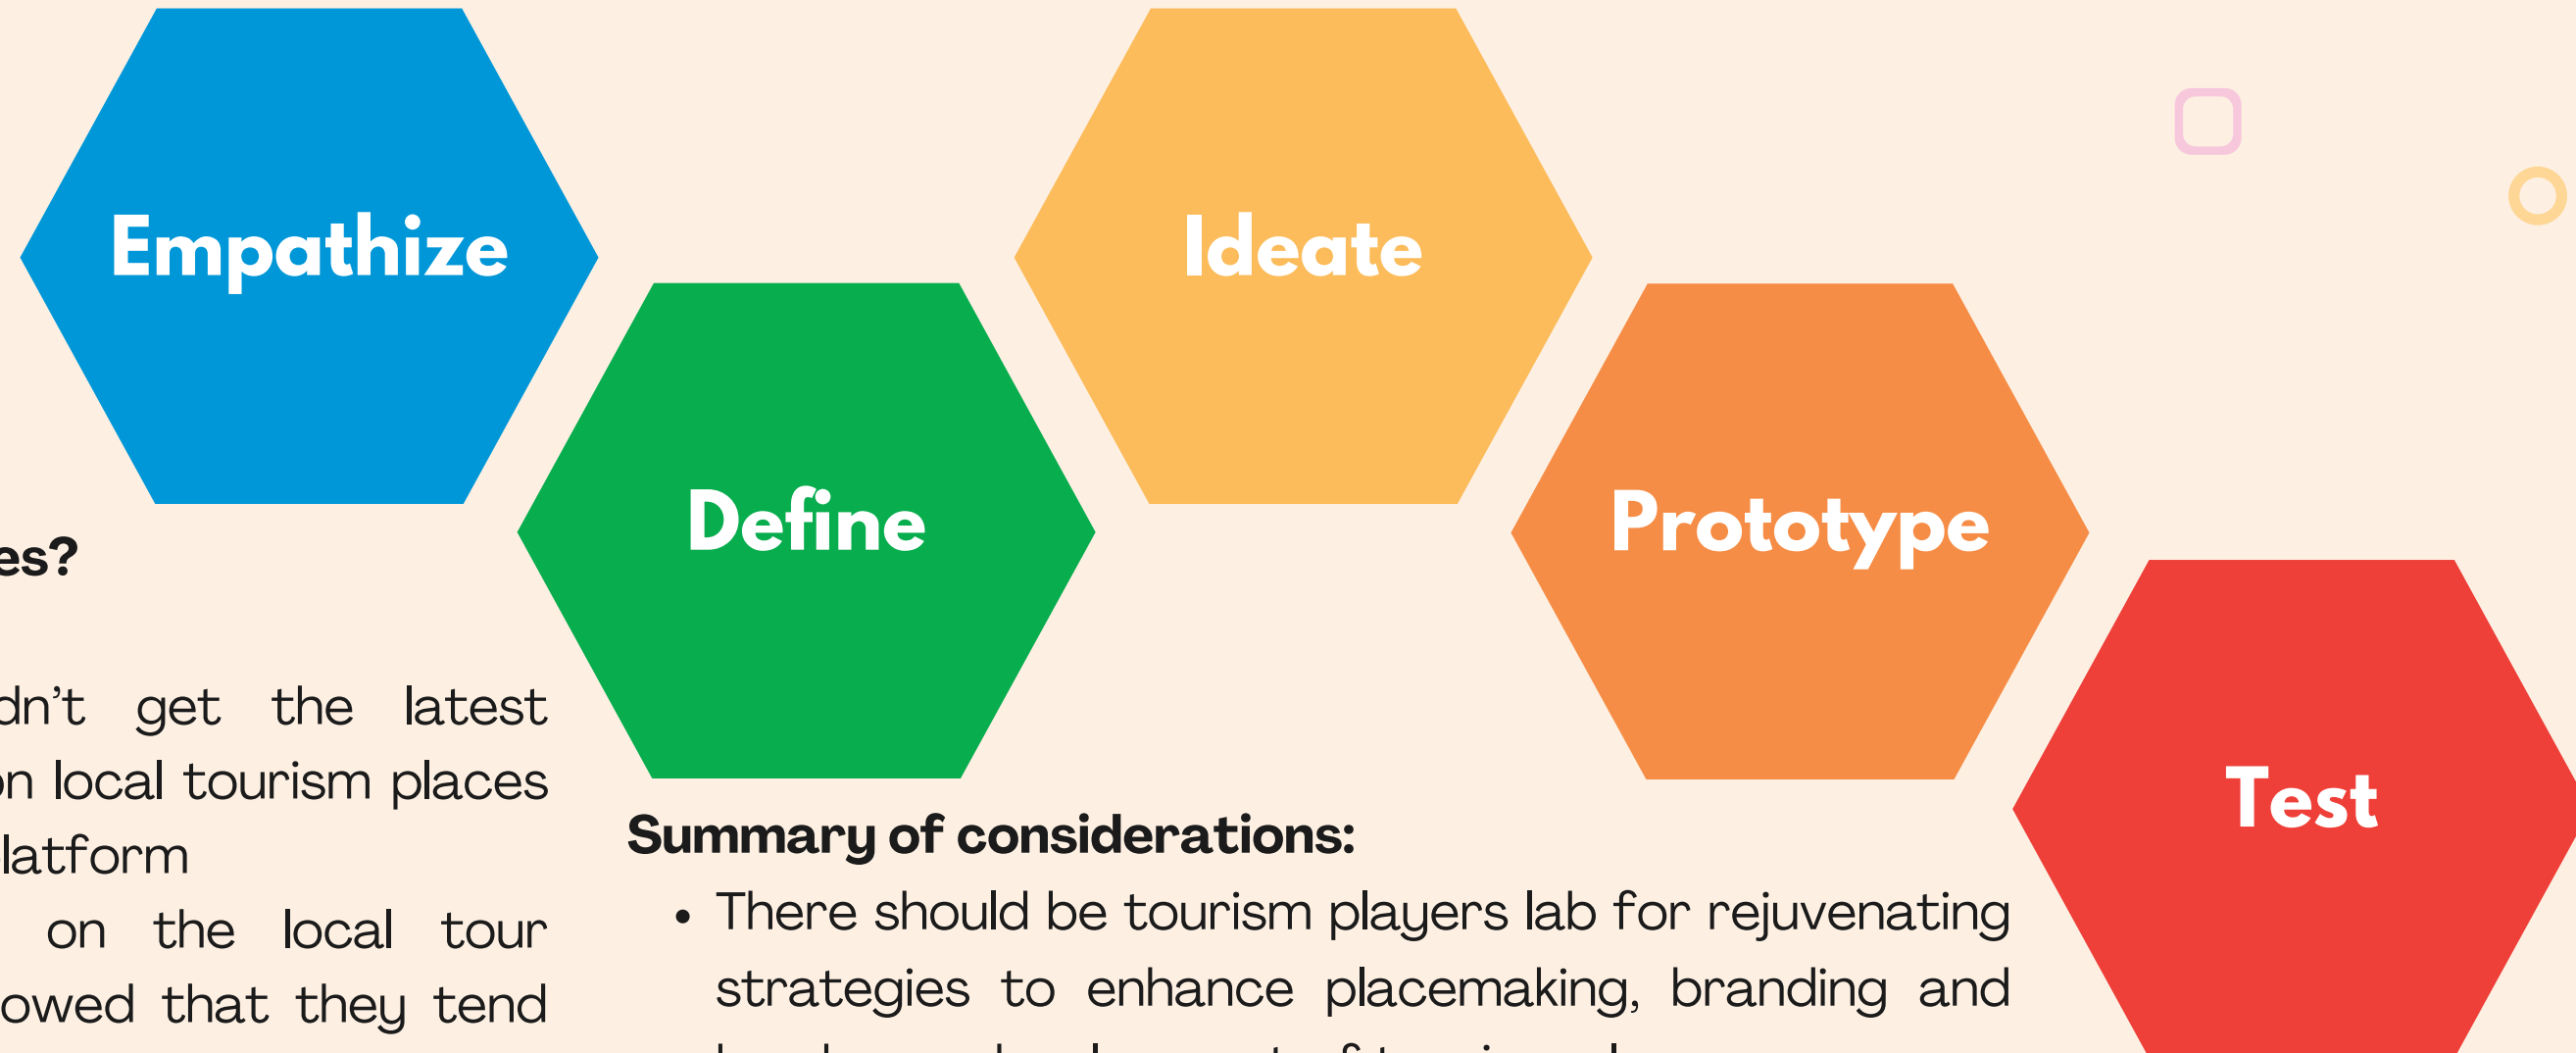 Empathize
Ideate
Define
Prototype
Test
es?
dn't get the latest
on local tourism places
latform
on the local tour
owed that they tend
Summary of considerations:
• There should be tourism players lab for rejuvenating
strategies to enhance placemaking, branding and